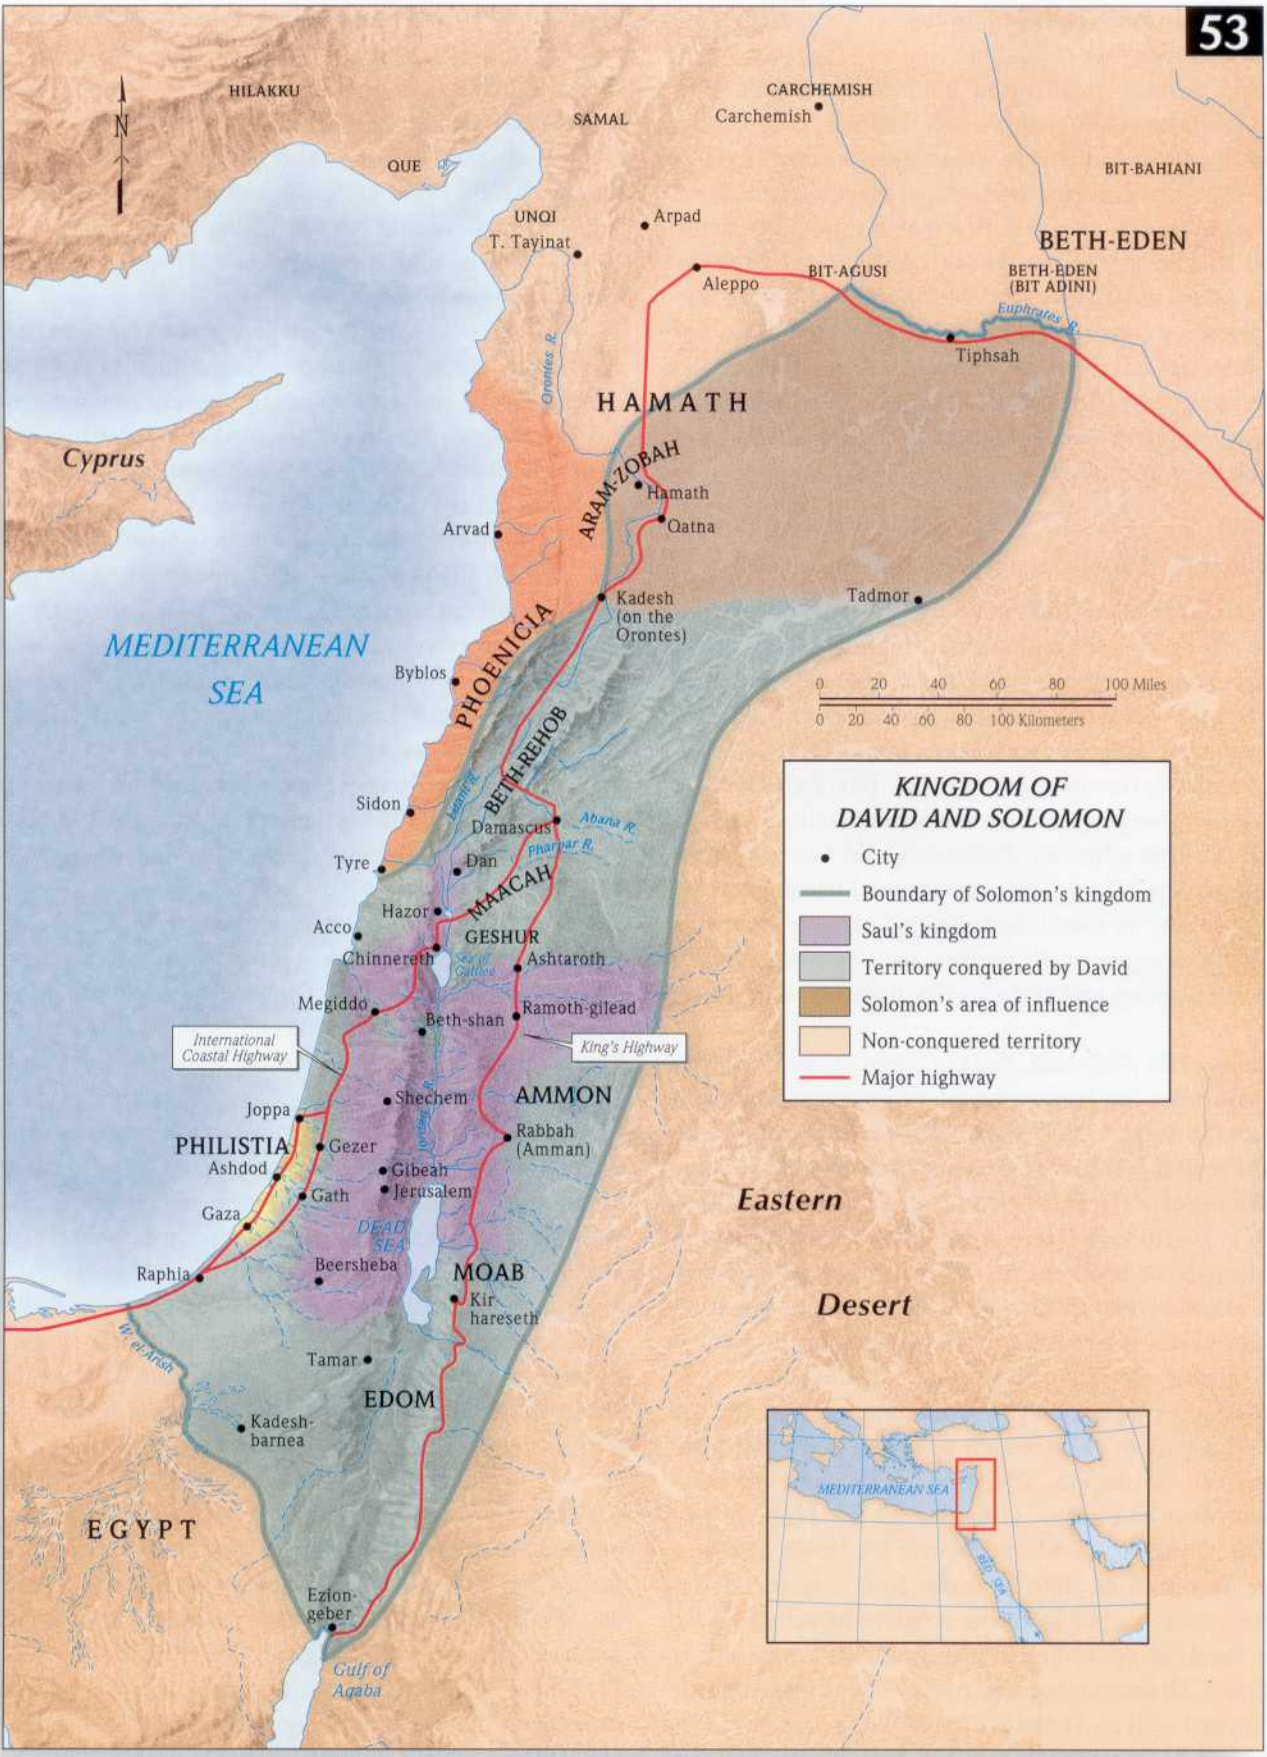 53
N
HILAKKU
CARCHEMISH
Carchemish
SAMAL
QUE
BIT-BAHIANI
UNQI
Arpad
T. Tayinat
BETH-EDEN
BIT-AGUSI
BETH-EDEN
(BIT ADINI)
Aleppo
Euphrates R.
Tiphsah
Orontes R.
HAMATH
Cyprus
ARAM-ZOBAH
Hamath
Qatna
Arvad
Kadesh
(on the
Orontes)
Tadmor
MEDITERRANEAN
SEA
PHOENICIA
Byblos
0 20 40 60 80 100 Miles
0 20 40 60 80 100 Kilometers
BETH-REHOB
KINGDOM OF
DAVID AND SOLOMON
City
Boundary of Solomon's kingdom
Saul's kingdom
Territory conquered by David
Solomon's area of influence
Non-conquered territory
Major highway
Sidon
Litani R.
Damascus
Abana R.
Pharpar R.
Tyre
Dan
MAACAH
Hazor
Acco
GESHUR
Chinnereth
Sea of
Galilee
Ashtaroth
Megiddo
Ramoth-gilead
Beth-shan
International
Coastal Highway
King's Highway
Shechem
AMMON
Jordan R.
Joppa
Rabbah
(Amman)
PHILISTIA
Gezer
Ashdod
Gibeah
Jerusalem
Gath
Gaza
DEAD
SEA
Eastern
Desert
Raphia
Beersheba
MOAB
Kir-
hareseth
W. el-Arish
Tamar
EDOM
Kadesh-
barnea
EGYPT
MEDITERRANEAN SEA
RED SEA
Ezion-
geber
Gulf of
Aqaba